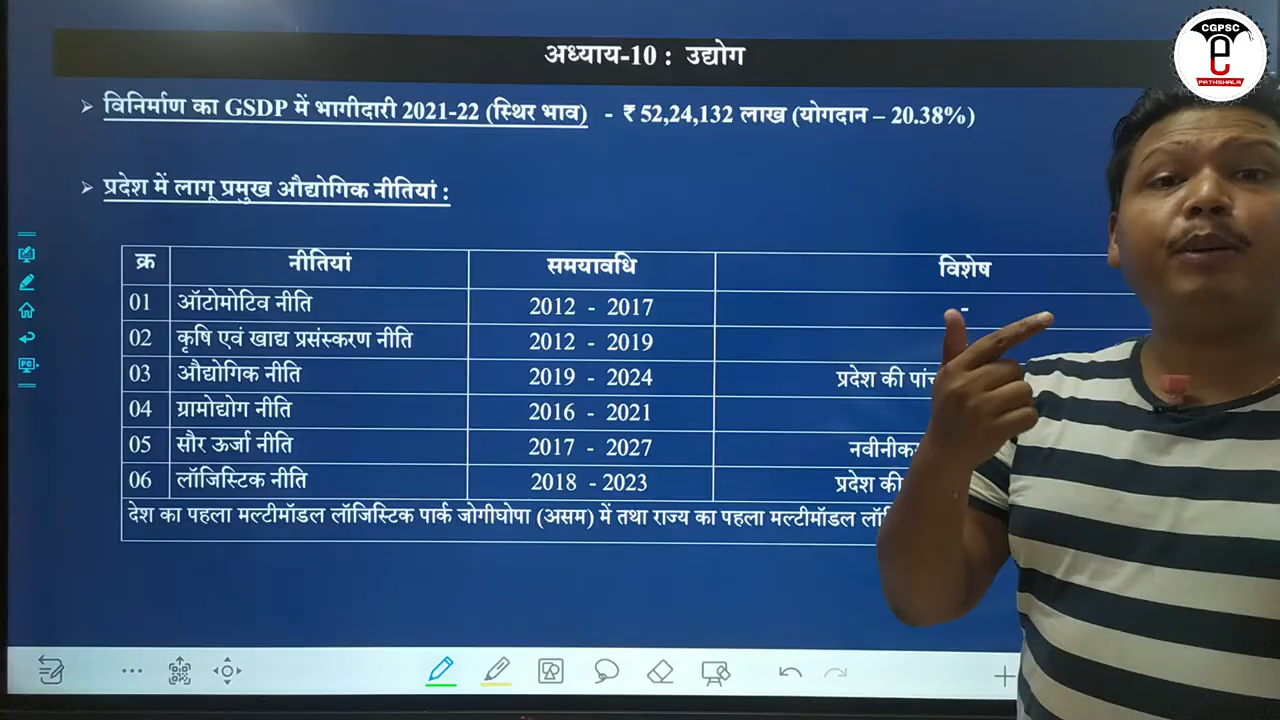 CGPSC
e
PATHSHALA
अध्याय-10 : उद्योग
➢ विनिर्माण का GSDP में भागीदारी 2021-22 (स्थिर भाव) - ₹ 52,24,132 लाख (योगदान – 20.38%)
➢ प्रदेश में लागू प्रमुख औद्योगिक नीतियां :
क्र नीतियां समयावधि विशेष
01 ऑटोमोटिव नीति 2012 - 2017 -
02 कृषि एवं खाद्य प्रसंस्करण नीति 2012 - 2019
03 औद्योगिक नीति 2019 - 2024 प्रदेश की
04 ग्रामोद्योग नीति 2016 - 2021
05 सौर ऊर्जा नीति 2017 - 2027
06 लॉजिस्टिक नीति 2018 - 2023 प्रदेश की
देश का पहला मल्टीमॉडल लॉजिस्टिक पार्क जोगीघोपा (असम) में तथा राज्य का पहला मल्टीमॉडल
PC